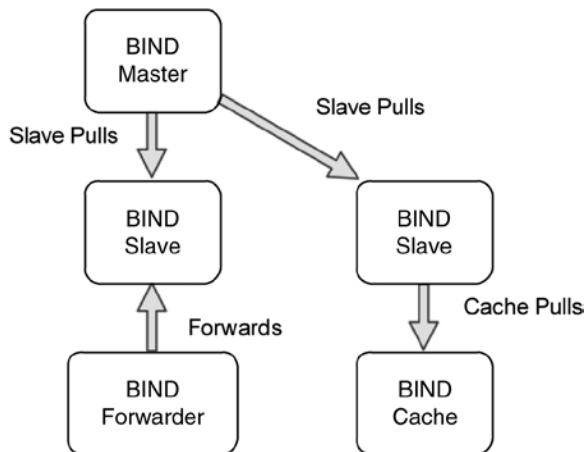 BIND
Master
Slave Pulls
Slave Pulls
BIND
Slave
BIND
Slave
Forwards
Cache Pulls
BIND
Forwarder
BIND
Cache